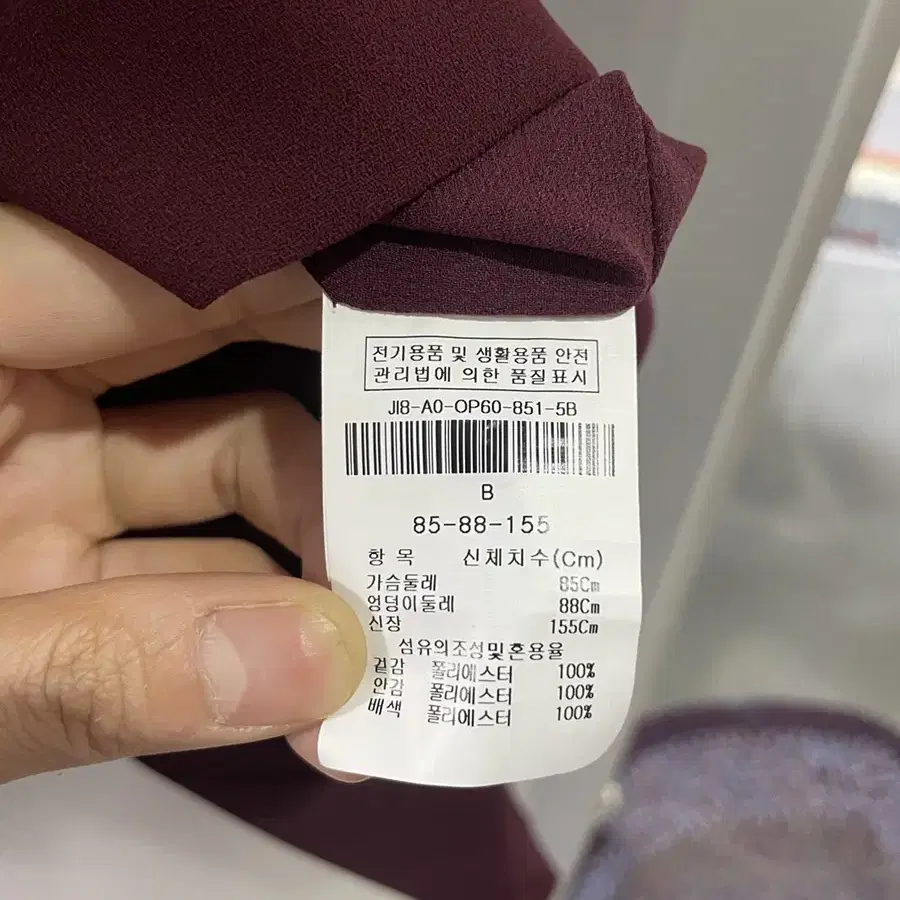 전기용품 및 생활용품 안전
관리법에 의한 품질표시
JI8-A0-OP60-851-5B
B
85-88-155
항 목 신체치수(Cm)
가슴둘레 85Cm
엉덩이둘레 88Cm
신장 155Cm
섬유의조성및혼용율
겉감 폴리에스터 100%
안감 폴리에스터 100%
배색 폴리에스터 100%